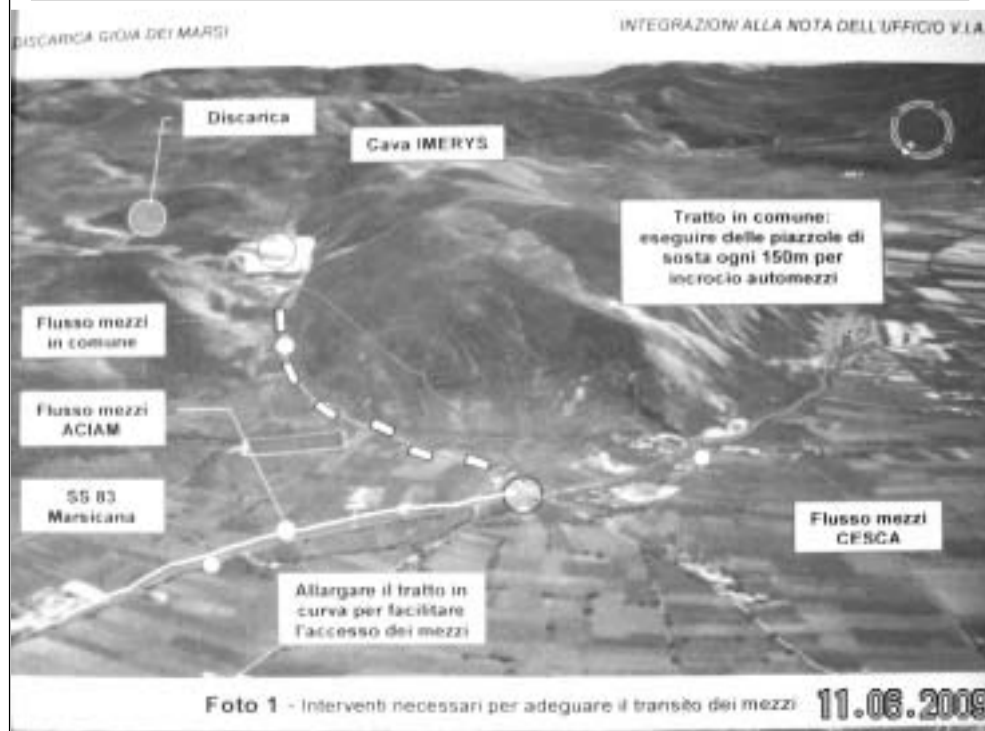 DISCARICA GIOIA DEI MARSI
INTEGRAZIONI ALLA NOTA DELL'UFFICIO V.I.A.
Discarica
Cava IMERYS
Tratto in comune:
eseguire delle piazzole di
sosta ogni 150m per
incrocio automezzi
Flusso mezzi
in comune
Flusso mezzi
ACIAM
SS 83
Marsicana
Flusso mezzi
CESCA
Allargare il tratto in
curva per facilitare
l'accesso dei mezzi
Foto 1 - Interventi necessari per adeguare il transito dei mezzi
11.06.2009